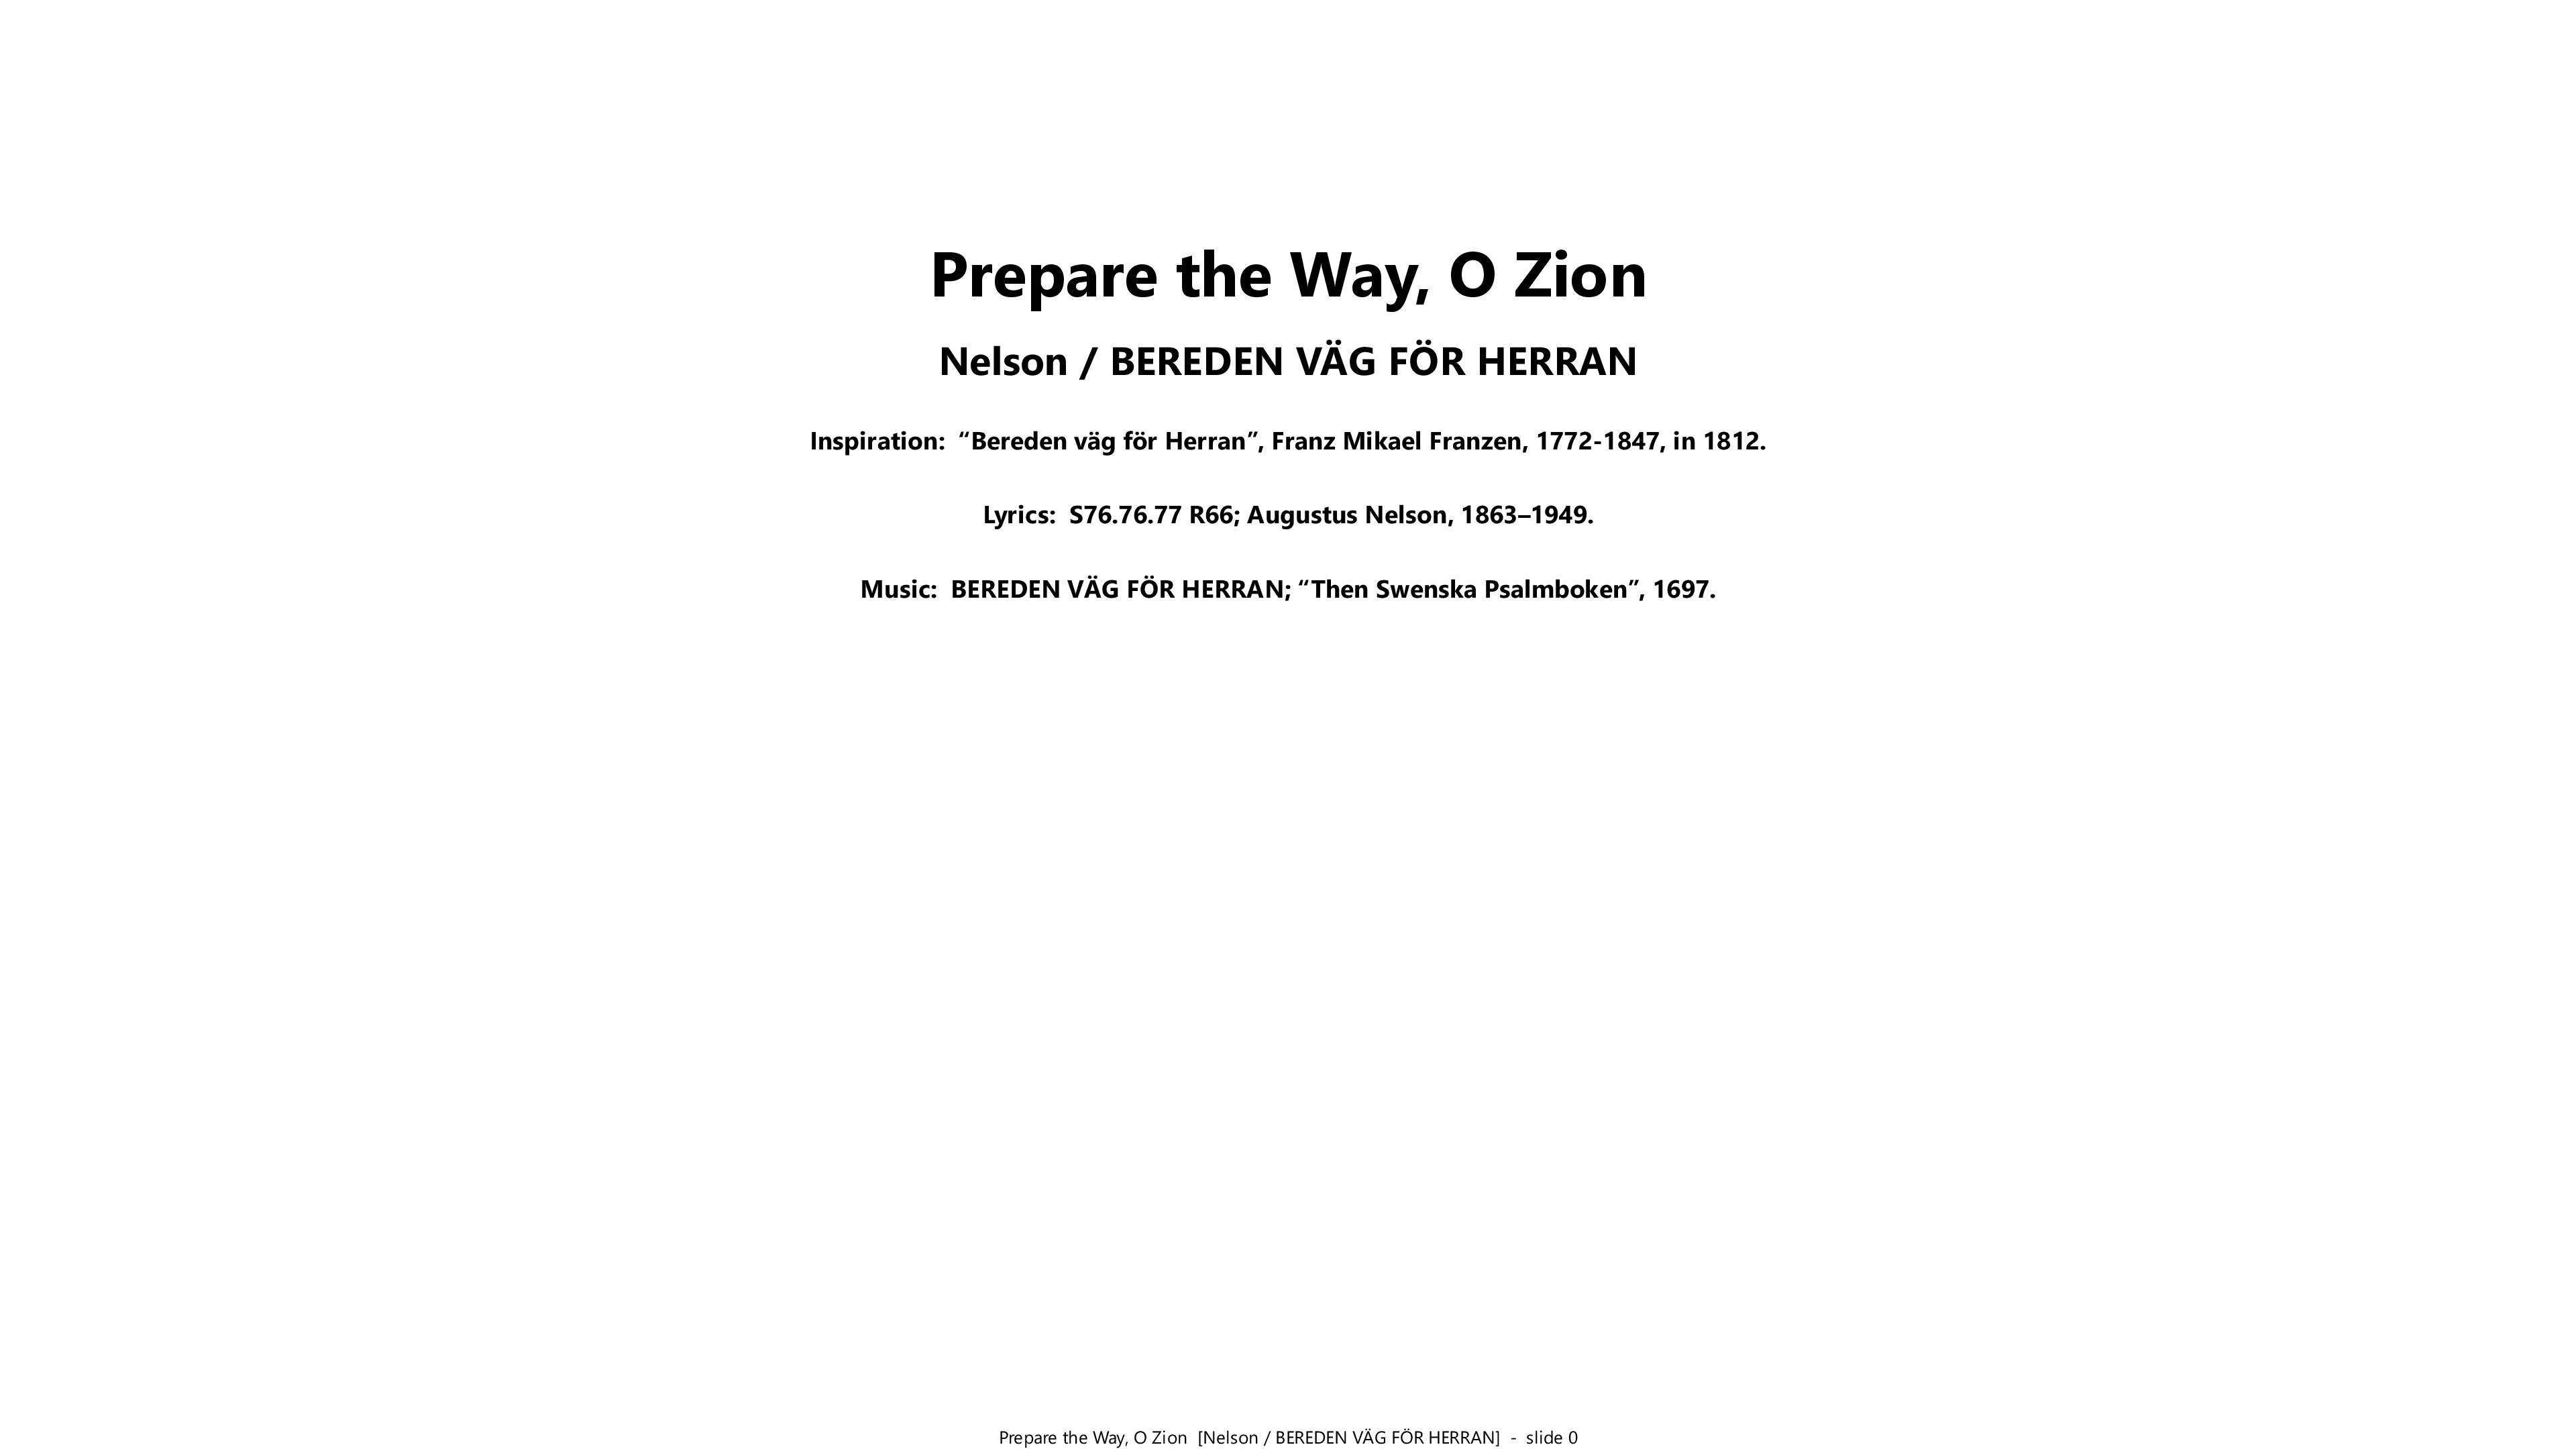 Prepare the Way, O Zion
Nelson / BEREDEN VÄG FÖR HERRAN
Inspiration:  “Bereden väg för Herran”, Franz Mikael Franzen, 1772-1847, in 1812.
Lyrics:  S76.76.77 R66; Augustus Nelson, 1863–1949.
Music:  BEREDEN VÄG FÖR HERRAN; “Then Swenska Psalmboken”, 1697.
Prepare the Way, O Zion  [Nelson / BEREDEN VÄG FÖR HERRAN]  -  slide 0